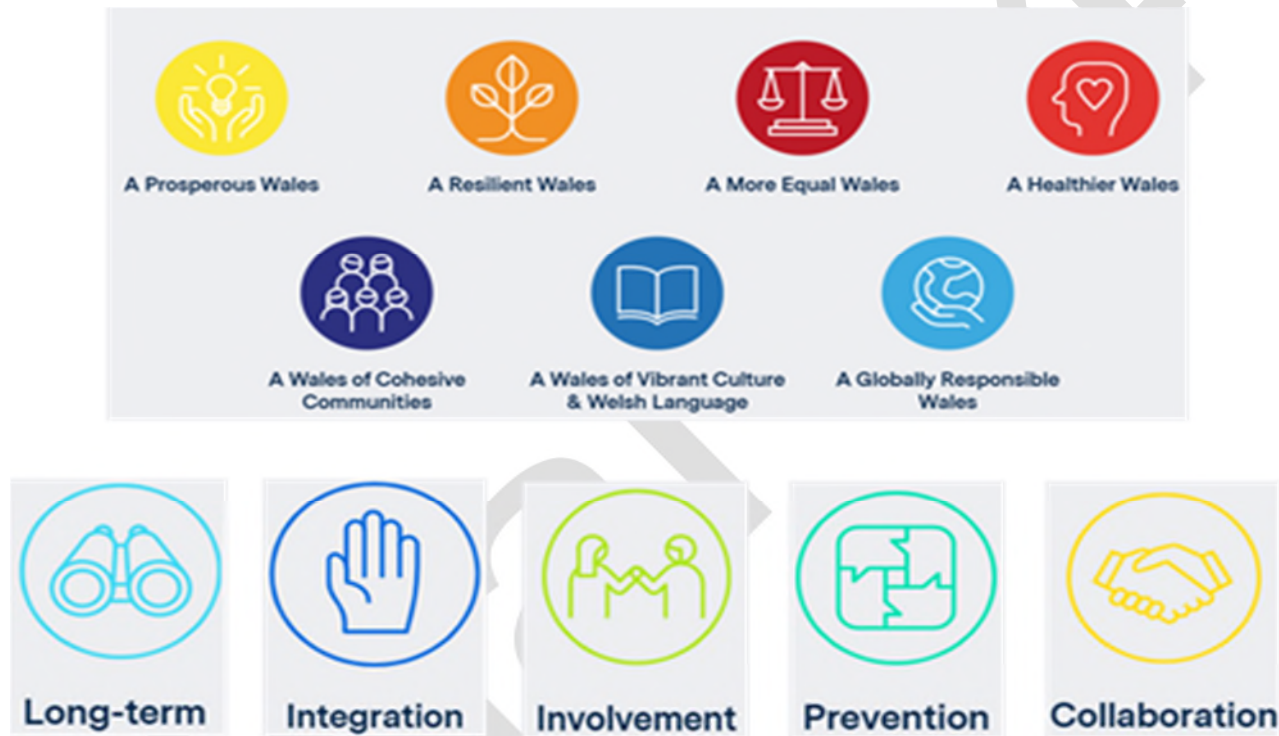 A Prosperous Wales
A Resilient Wales
A More Equal Wales
A Healthier Wales
A Wales of Cohesive
Communities
A Wales of Vibrant Culture
& Welsh Language
A Globally Responsible
Wales
Long-term
Integration
Involvement
Prevention
Collaboration